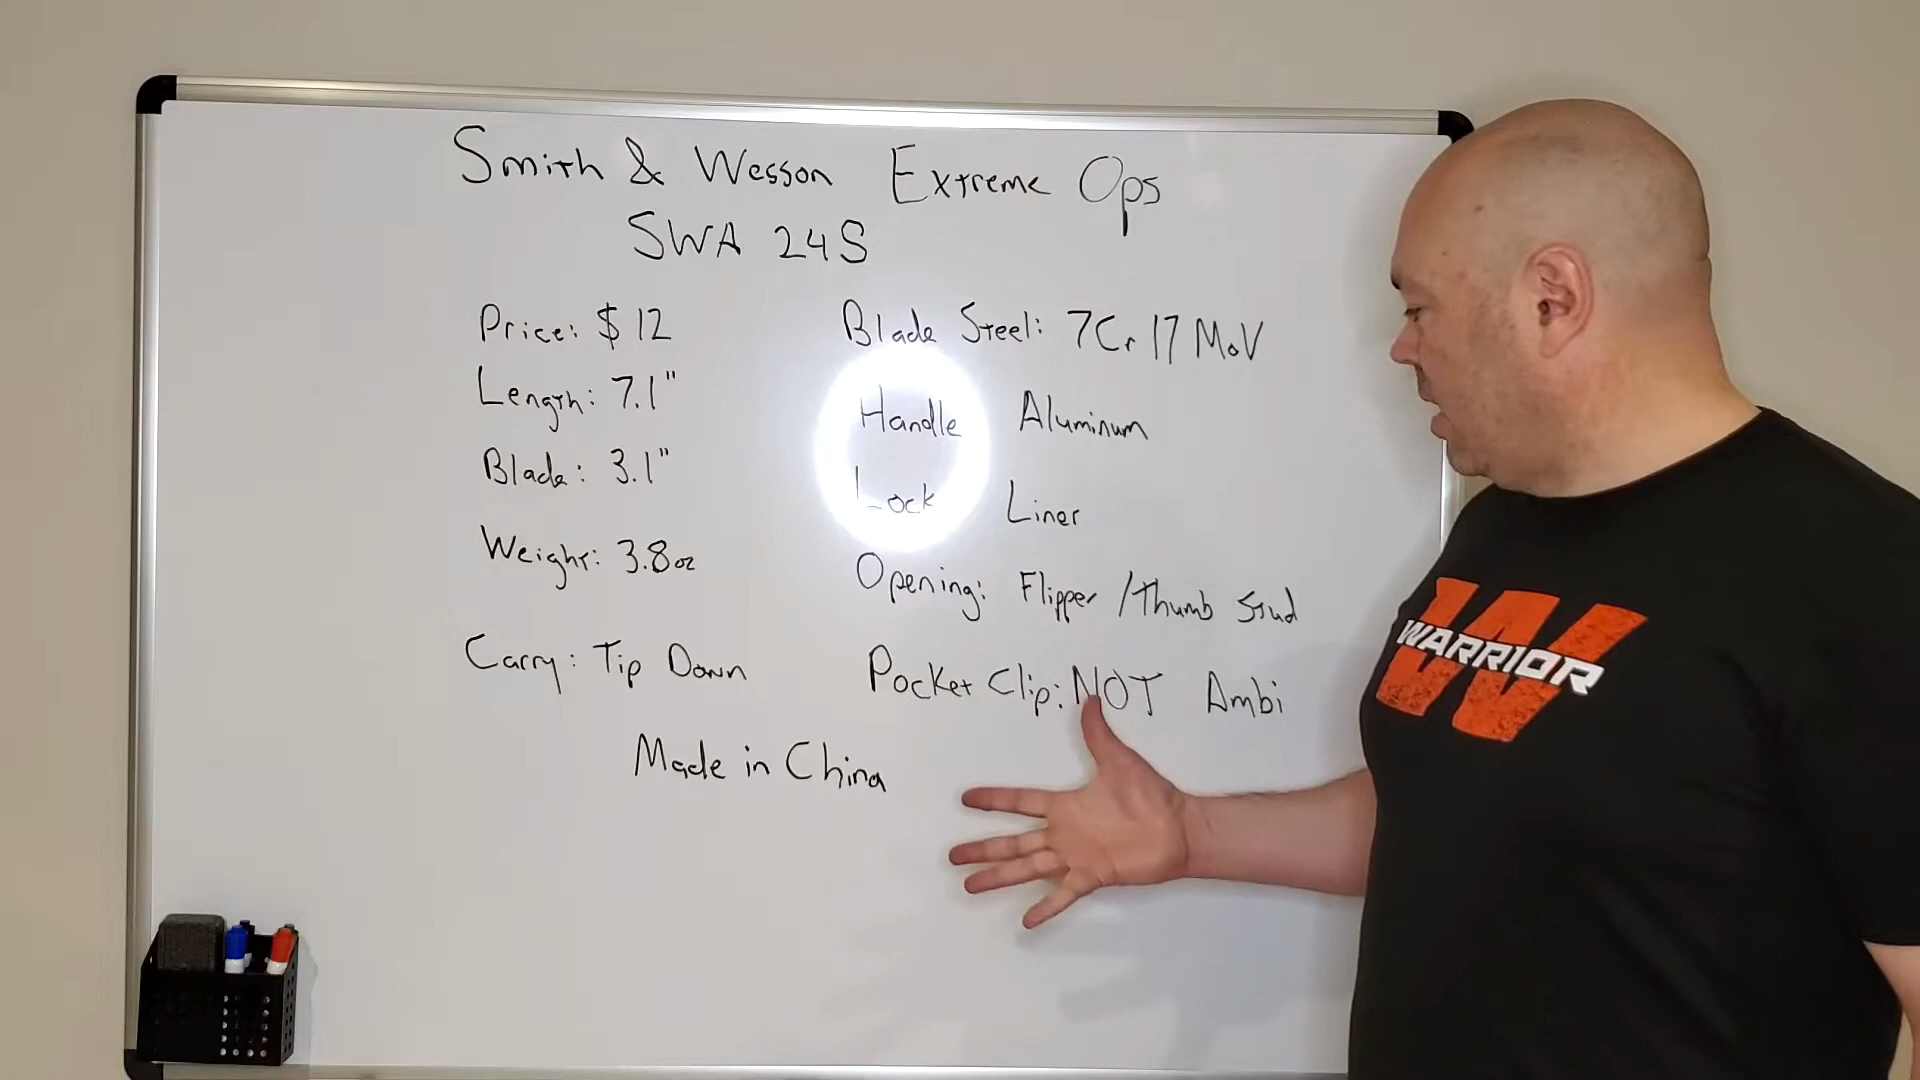 Smith & Wesson Extreme Ops
SWA 24S
Price: $12
Length: 7.1"
Blade: 3.1"
Weight: 3.8oz
Carry: Tip Down
Blade Steel: 7Cr17MoV
Handle Aluminum
Lock Liner
Opening: Flipper/Thumb Stud
Pocket Clip: NOT Ambi
Made in China
W
WARRIOR